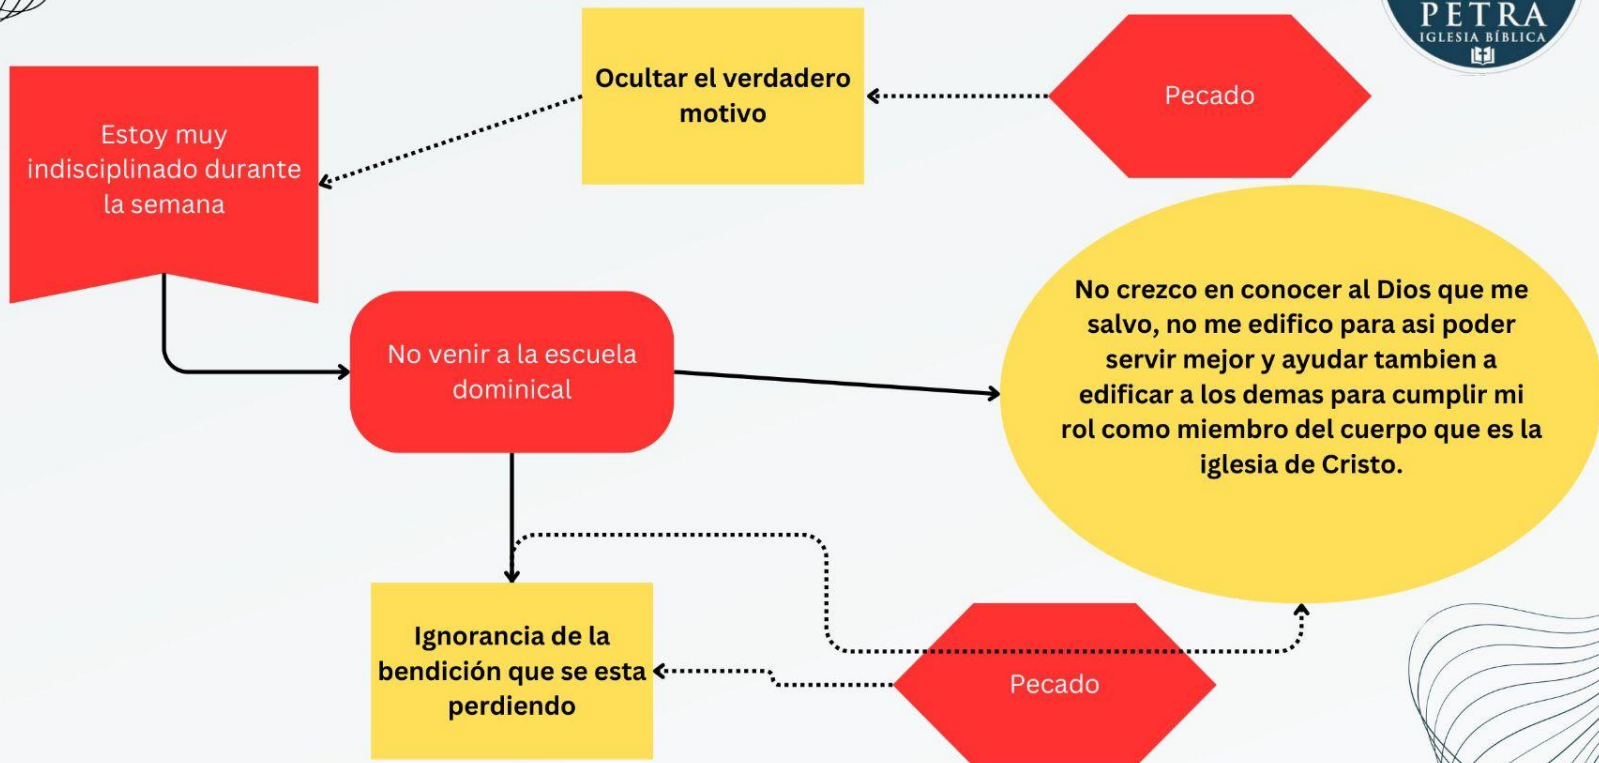 PETRA
IGLESIA BÍBLICA
Ocultar el verdadero
motivo
Pecado
Estoy muy
indisciplinado durante
la semana
No crezco en conocer al Dios que me
salvo, no me edifico para asi poder
servir mejor y ayudar tambien a
edificar a los demas para cumplir mi
rol como miembro del cuerpo que es la
iglesia de Cristo.
No venir a la escuela
dominical
Ignorancia de la
bendición que se esta
perdiendo
Pecado